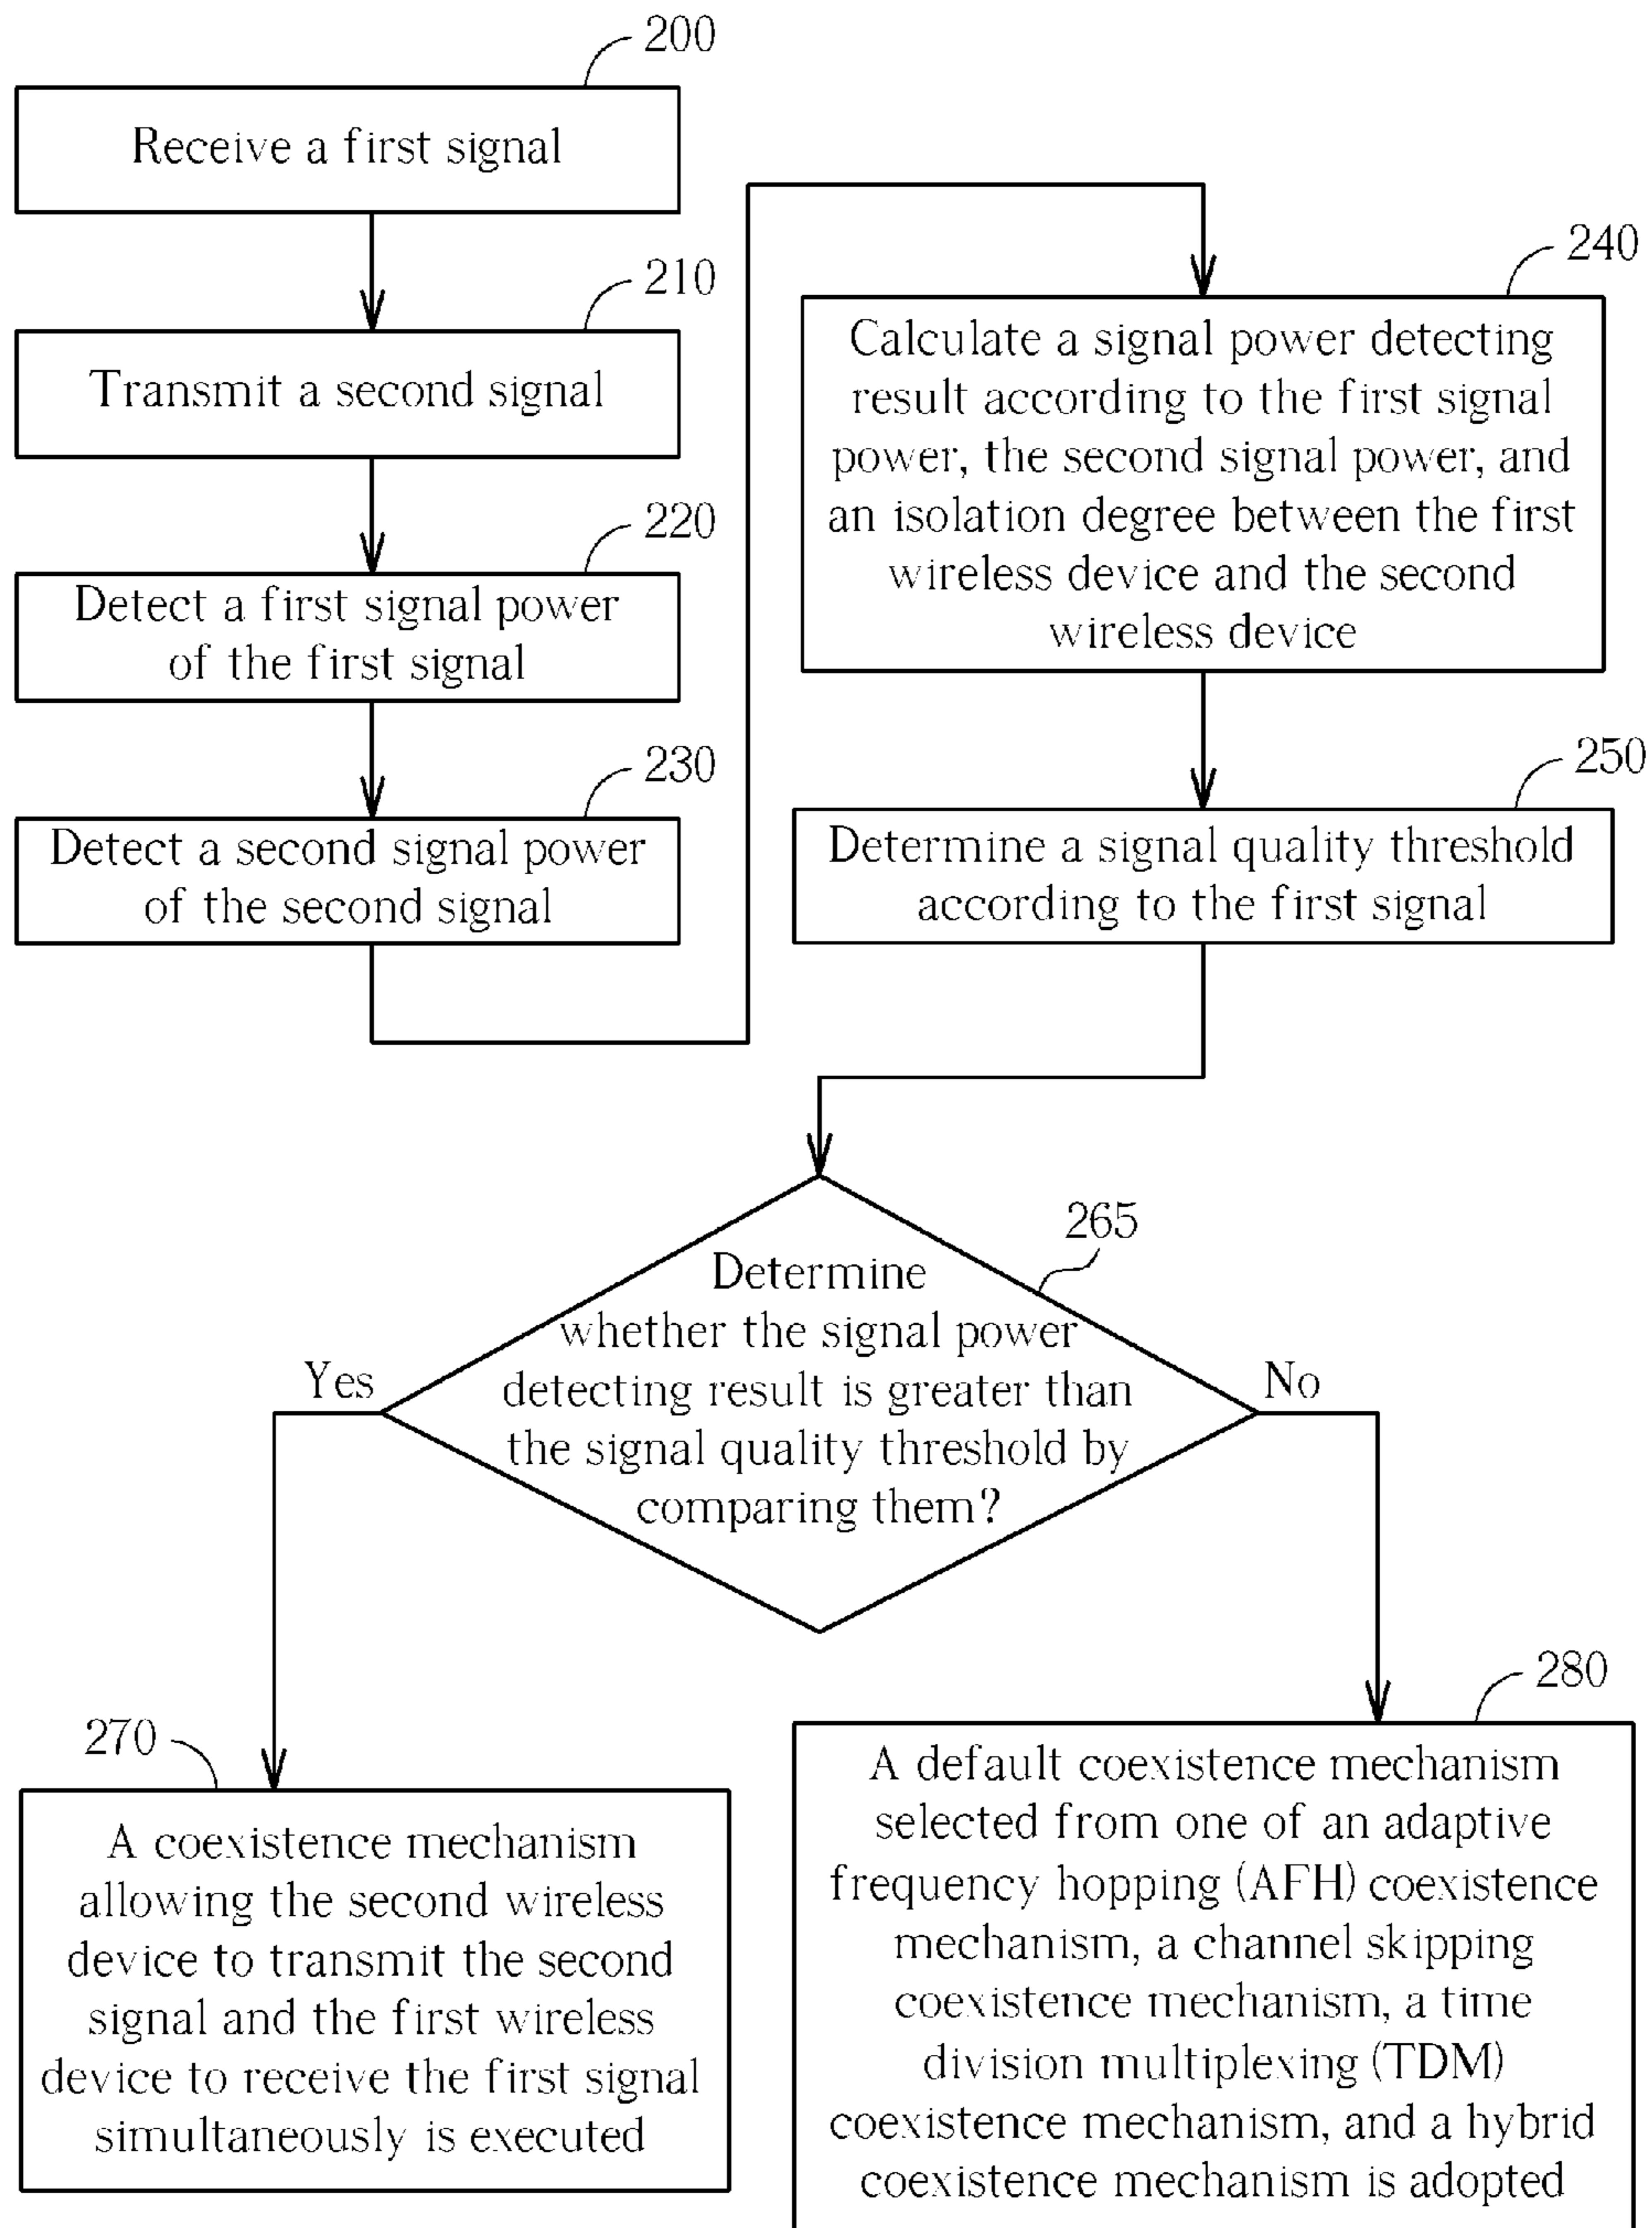 200
Receive a first signal
210
Transmit a second signal
220
Detect a first signal power
of the first signal
230
Detect a second signal power
of the second signal
240
Calculate a signal power detecting
result according to the first signal
power, the second signal power, and
an isolation degree between the first
wireless device and the second
wireless device
250
Determine a signal quality threshold
according to the first signal
265
Determine
whether the signal power
detecting result is greater than
the signal quality threshold by
comparing them?
Yes
No
270
A coexistence mechanism
allowing the second wireless
device to transmit the second
signal and the first wireless
device to receive the first signal
simultaneously is executed
280
A default coexistence mechanism
selected from one of an adaptive
frequency hopping (AFH) coexistence
mechanism, a channel skipping
coexistence mechanism, a time
division multiplexing (TDM)
coexistence mechanism, and a hybrid
coexistence mechanism is adopted